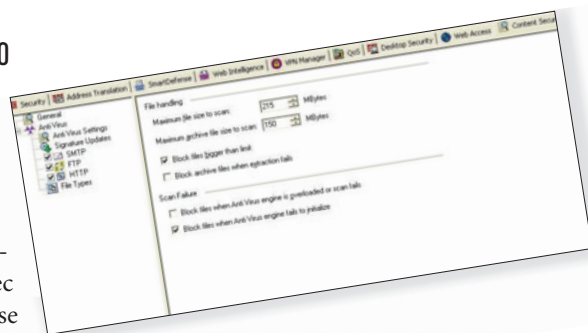 0
Security | Address Translation | SmartDefense | Web Intelligence | VPN Manager | QoS | Desktop Security | Web Access | Content Secu
General
Anti Virus
Anti Virus Settings
Signature Updates
SMTP
FTP
HTTP
File Types
File handling
Maximum file size to scan: 215 MBytes
Maximum archive file size to scan: 150 MBytes
Block files bigger than limit
Block archive files when extraction fails
Scan Failure
Block files when Anti Virus engine is overloaded or scan fails
Block files when Anti Virus engine fails to initialize
–
ec
se